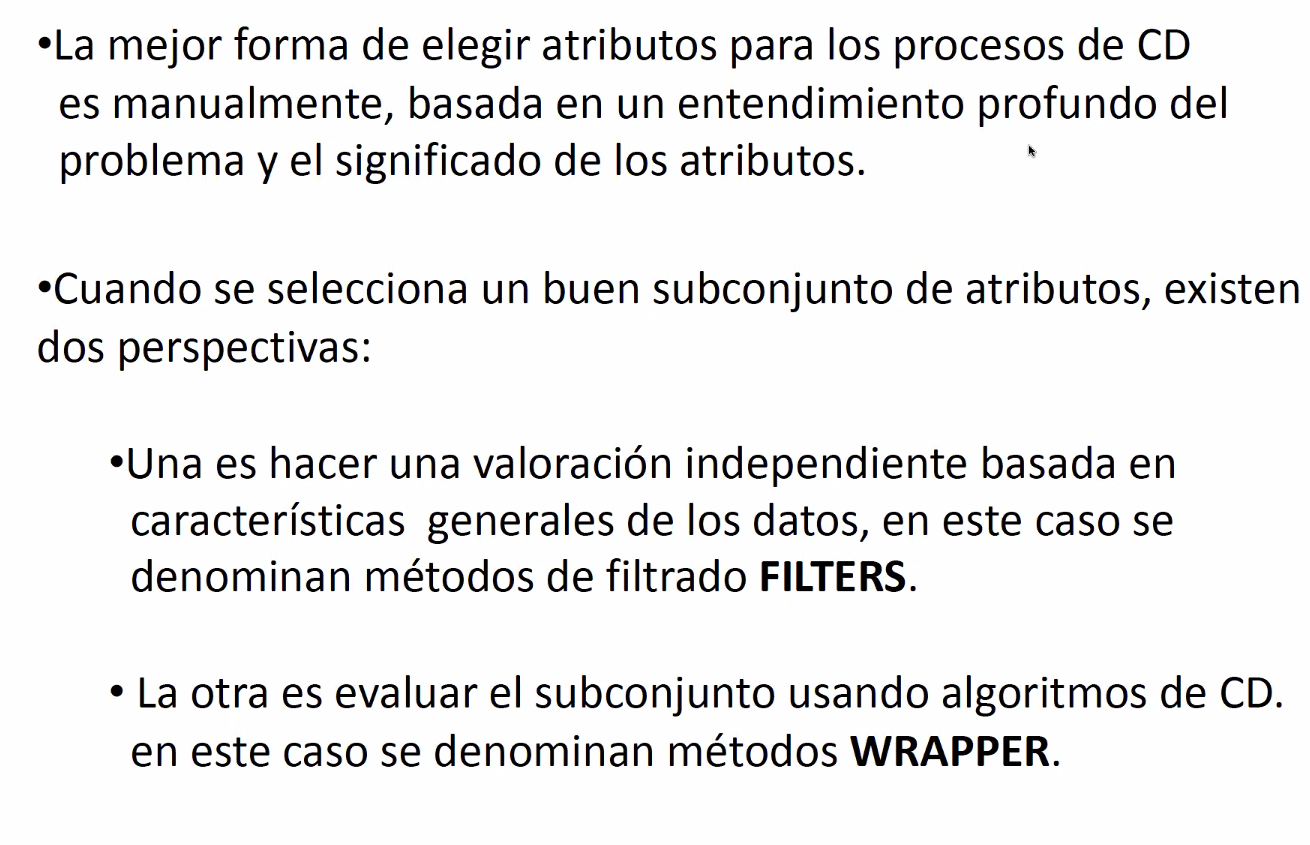 •La mejor forma de elegir atributos para los procesos de CD
es manualmente, basada en un entendimiento profundo del
problema y el significado de los atributos.
•Cuando se selecciona un buen subconjunto de atributos, existen
dos perspectivas:
•Una es hacer una valoración independiente basada en
características generales de los datos, en este caso se
denominan métodos de filtrado FILTERS.
• La otra es evaluar el subconjunto usando algoritmos de CD.
en este caso se denominan métodos WRAPPER.